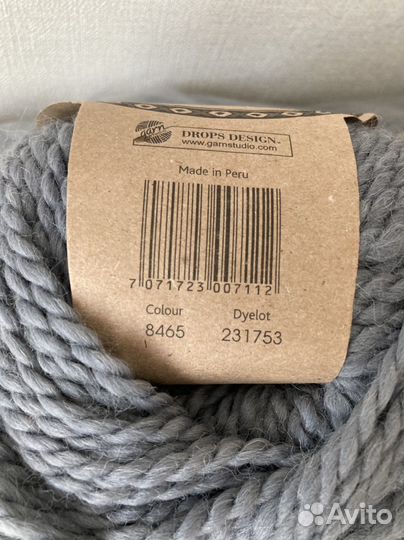 garn
DROPS DESIGN.
www.garnstudio.com
Made in Peru
7 071723 007112
Colour Dyelot
8465 231753
Avito